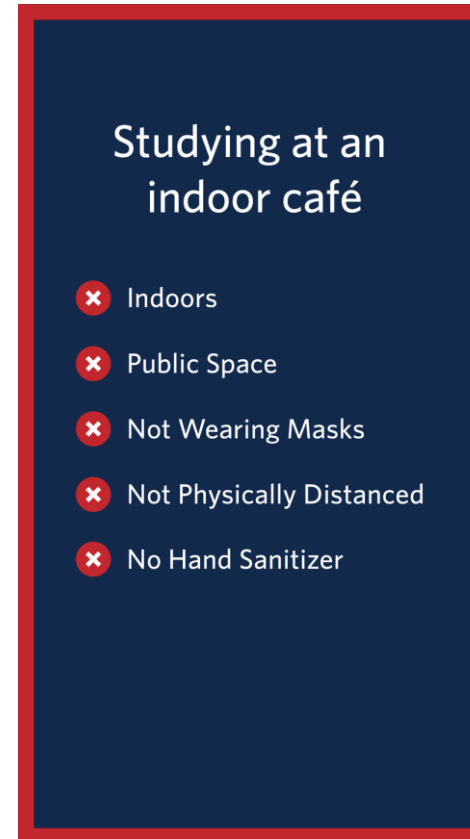 Studying at an
indoor café
Indoors
Public Space
Not Wearing Masks
Not Physically Distanced
No Hand Sanitizer